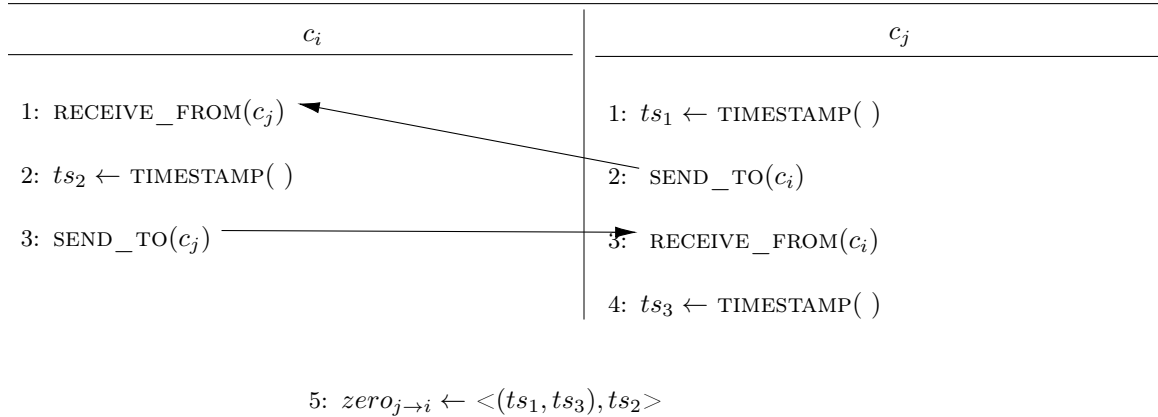 c_i
c_j
1: RECEIVE_FROM(c_j)
2: ts_2 ← TIMESTAMP( )
3: SEND_TO(c_j)
1: ts_1 ← TIMESTAMP( )
2: SEND_TO(c_i)
3: RECEIVE_FROM(c_i)
4: ts_3 ← TIMESTAMP( )
5: zero_{j→i} ← <(ts_1, ts_3), ts_2>